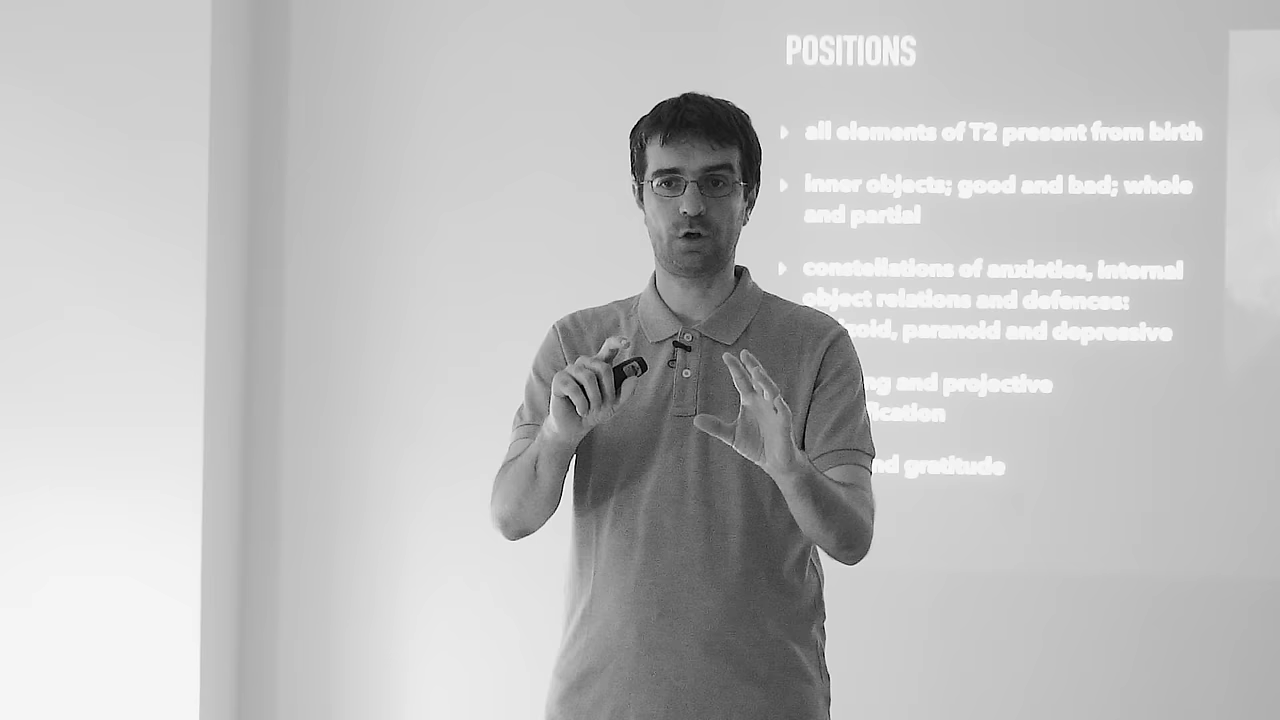 POSITIONS
all elements of T2 present from birth
inner objects; good and bad; whole
and partial
constellations of anxieties, internal
object relations and defences:
paranoid and depressive
and projective
gratitude